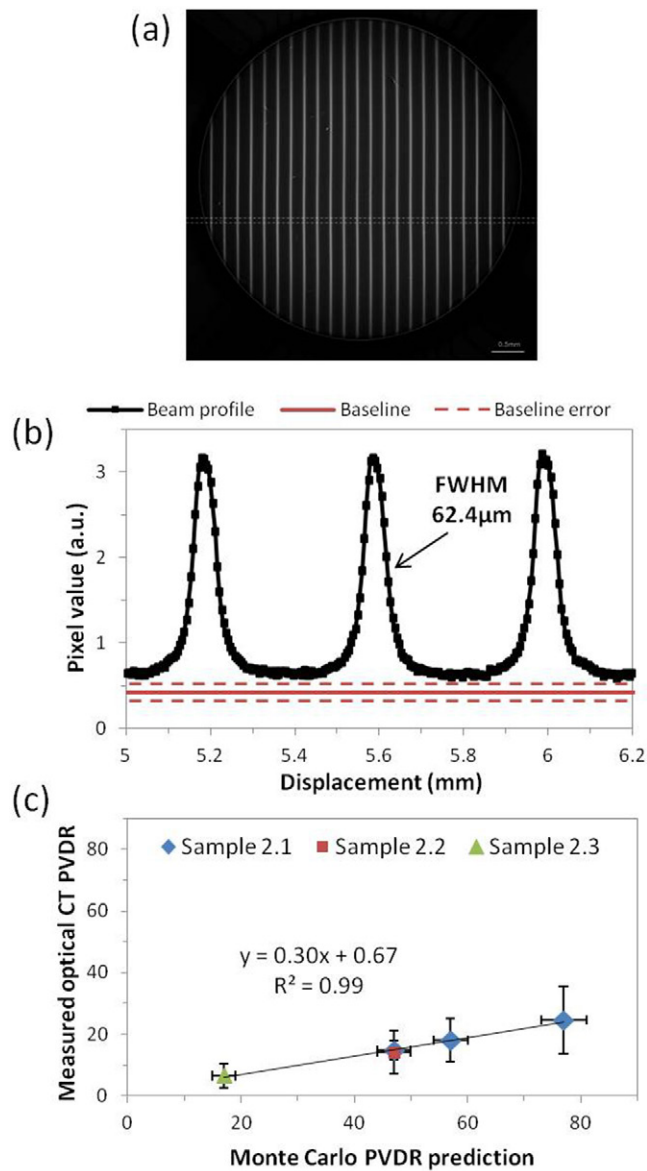 (a)
0.5mm
Beam profile Baseline Baseline error
(b)
Pixel value (a.u.)
3
2
1
0
FWHM
62.4µm
5 5.2 5.4 5.6 5.8 6 6.2
Displacement (mm)
(c)
Measured optical CT PVDR
80
60
40
20
0
Sample 2.1 Sample 2.2 Sample 2.3
y = 0.30x + 0.67
R² = 0.99
0 20 40 60 80
Monte Carlo PVDR prediction